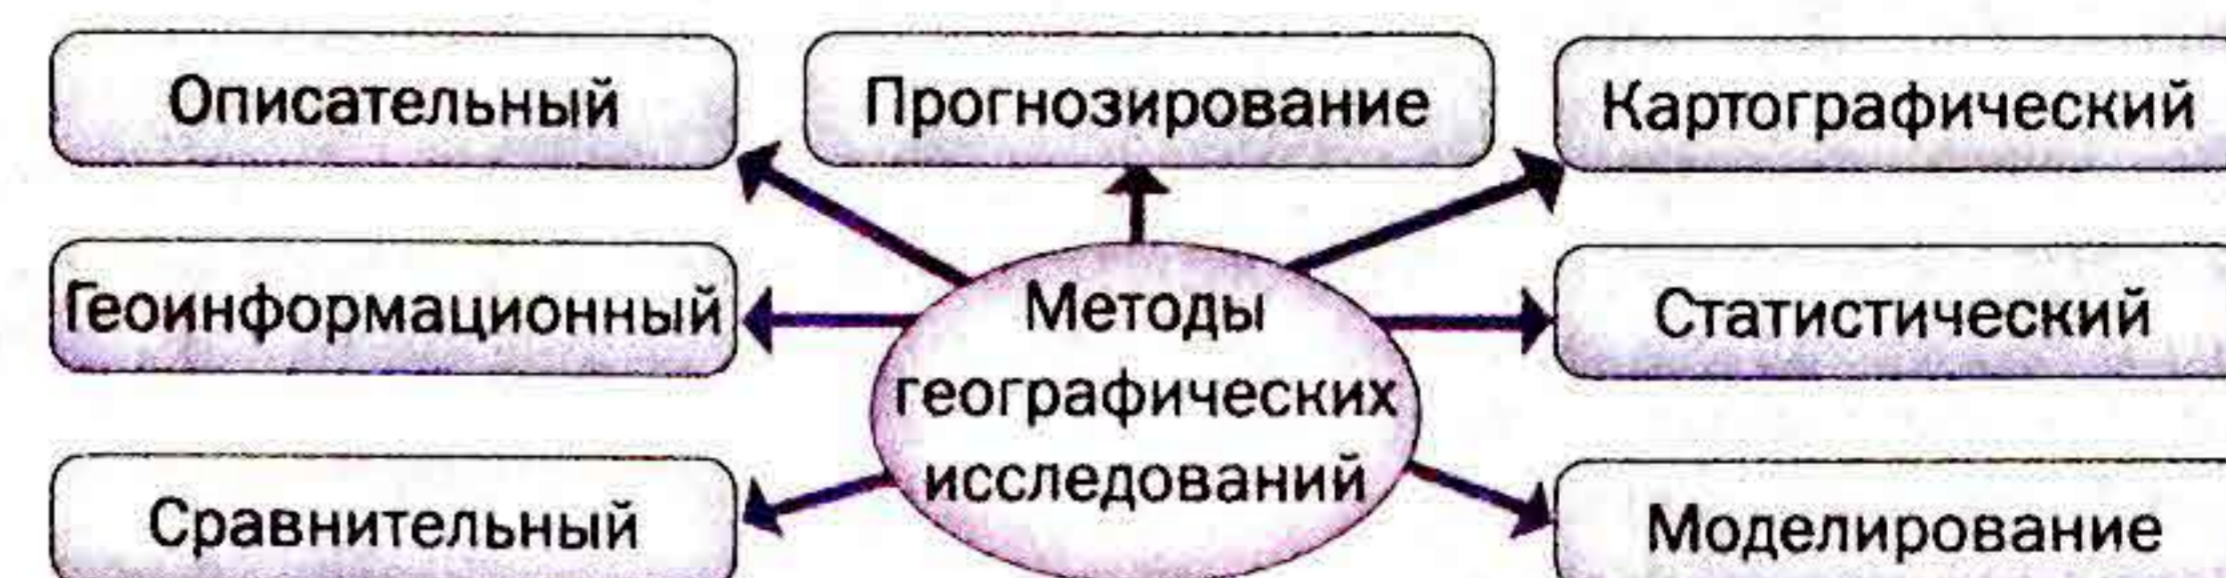 Описательный
Прогнозирование
Картографический
Геоинформационный
Методы
географических
исследований
Статистический
Сравнительный
Моделирование